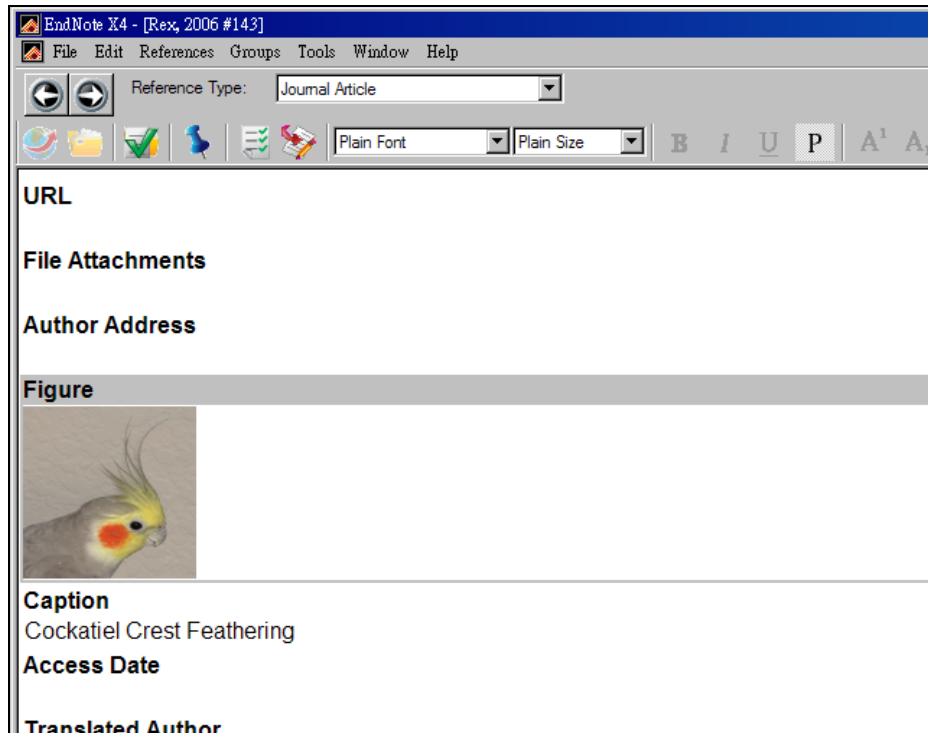 EndNote X4 - [Rex, 2006 #143]
File Edit References Groups Tools Window Help
Reference Type: Journal Article
Plain Font Plain Size B I U P A¹ A₁
URL
File Attachments
Author Address
Figure
Caption
Cockatiel Crest Feathering
Access Date
Translated Author